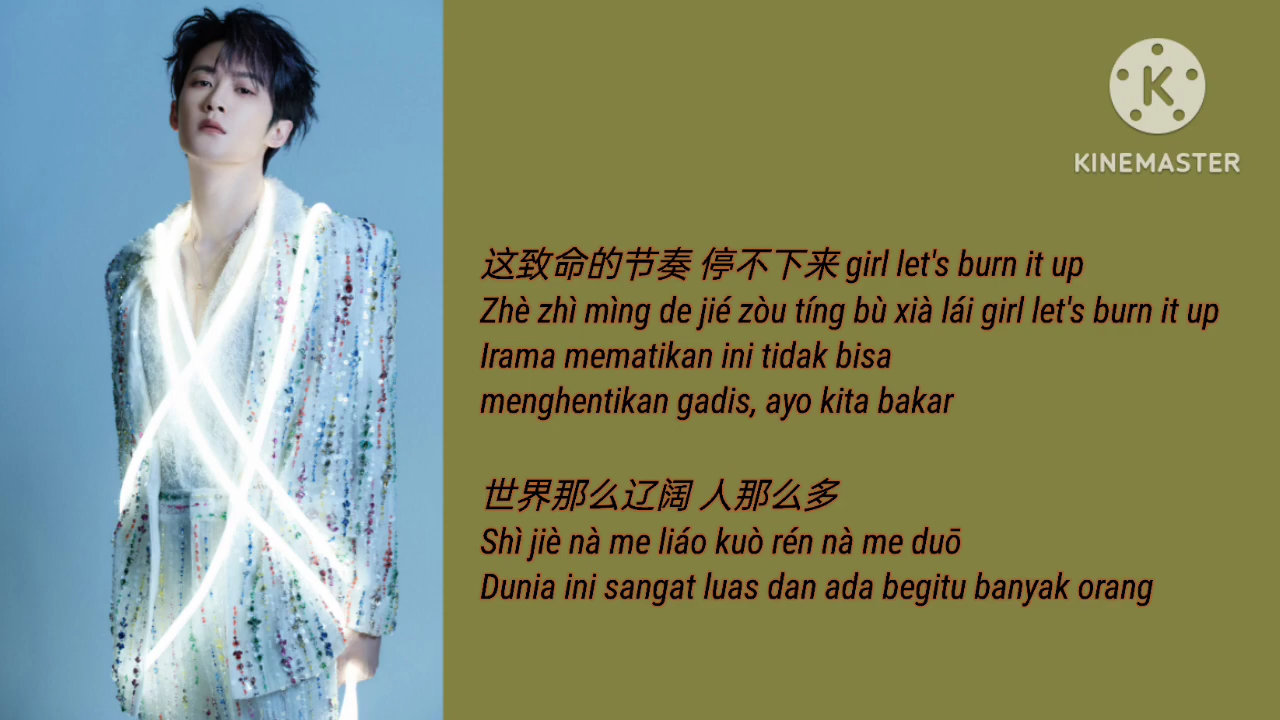 KINEMASTER
这致命的节奏 停不下来 girl let's burn it up
Zhè zhì mìng de jié zòu tíng bù xià lái girl let's burn it up
Irama mematikan ini tidak bisa
menghentikan gadis, ayo kita bakar
世界那么辽阔 人那么多
Shì jiè nà me liáo kuò rén nà me duō
Dunia ini sangat luas dan ada begitu banyak orang